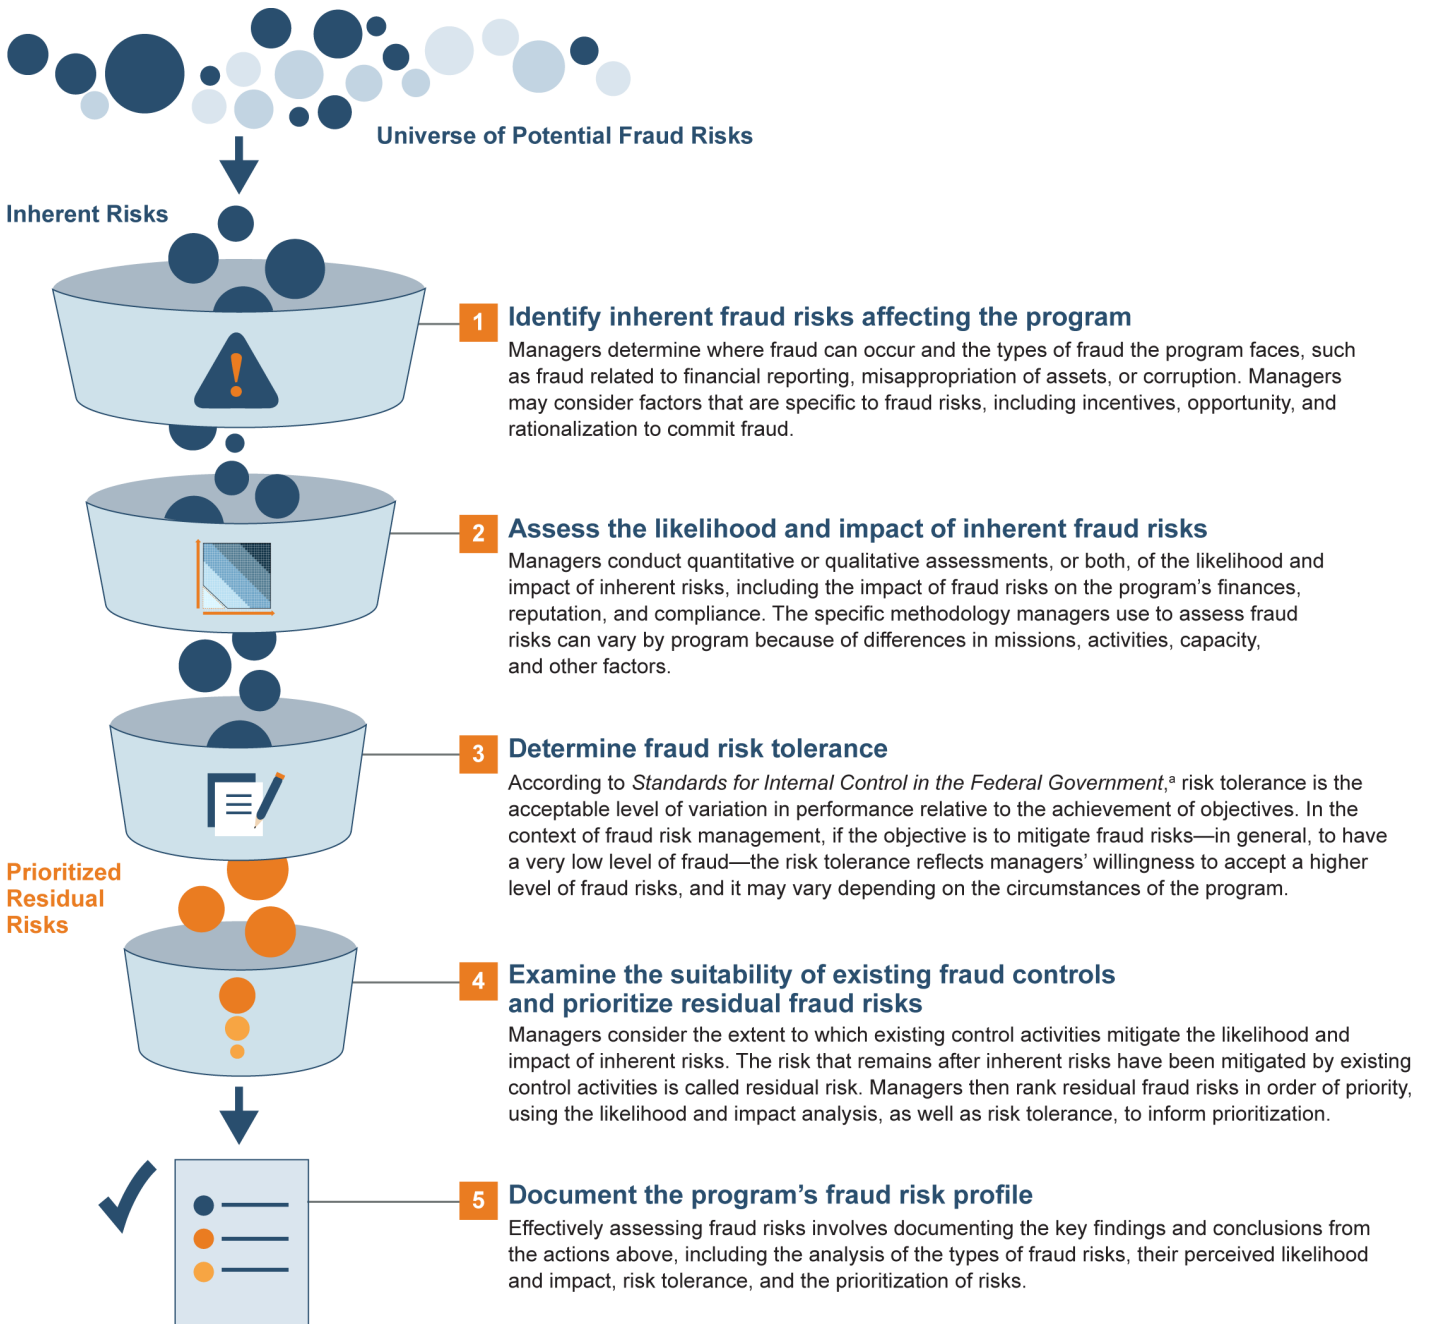 Universe of Potential Fraud Risks
Inherent Risks
1
Identify inherent fraud risks affecting the program
Managers determine where fraud can occur and the types of fraud the program faces, such
as fraud related to financial reporting, misappropriation of assets, or corruption. Managers
may consider factors that are specific to fraud risks, including incentives, opportunity, and
rationalization to commit fraud.
!
2
Assess the likelihood and impact of inherent fraud risks
Managers conduct quantitative or qualitative assessments, or both, of the likelihood and
impact of inherent risks, including the impact of fraud risks on the program’s finances,
reputation, and compliance. The specific methodology managers use to assess fraud
risks can vary by program because of differences in missions, activities, capacity,
and other factors.
3
Determine fraud risk tolerance
According to Standards for Internal Control in the Federal Government,ª risk tolerance is the
acceptable level of variation in performance relative to the achievement of objectives. In the
context of fraud risk management, if the objective is to mitigate fraud risks—in general, to have
a very low level of fraud—the risk tolerance reflects managers’ willingness to accept a higher
level of fraud risks, and it may vary depending on the circumstances of the program.
Prioritized
Residual
Risks
4
Examine the suitability of existing fraud controls
and prioritize residual fraud risks
Managers consider the extent to which existing control activities mitigate the likelihood and
impact of inherent risks. The risk that remains after inherent risks have been mitigated by existing
control activities is called residual risk. Managers then rank residual fraud risks in order of priority,
using the likelihood and impact analysis, as well as risk tolerance, to inform prioritization.
5
Document the program’s fraud risk profile
Effectively assessing fraud risks involves documenting the key findings and conclusions from
the actions above, including the analysis of the types of fraud risks, their perceived likelihood
and impact, risk tolerance, and the prioritization of risks.